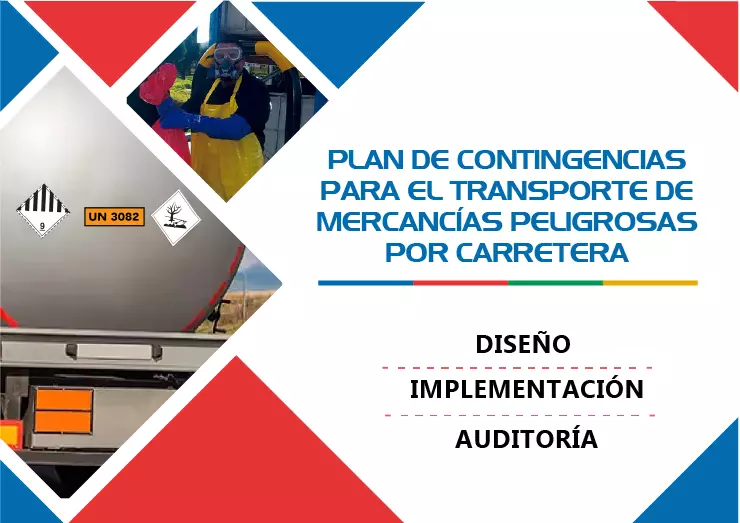 PLAN DE CONTINGENCIAS
PARA EL TRANSPORTE DE
MERCANCÍAS PELIGROSAS
POR CARRETERA
DISEÑO
IMPLEMENTACIÓN
AUDITORÍA
UN 3082
9